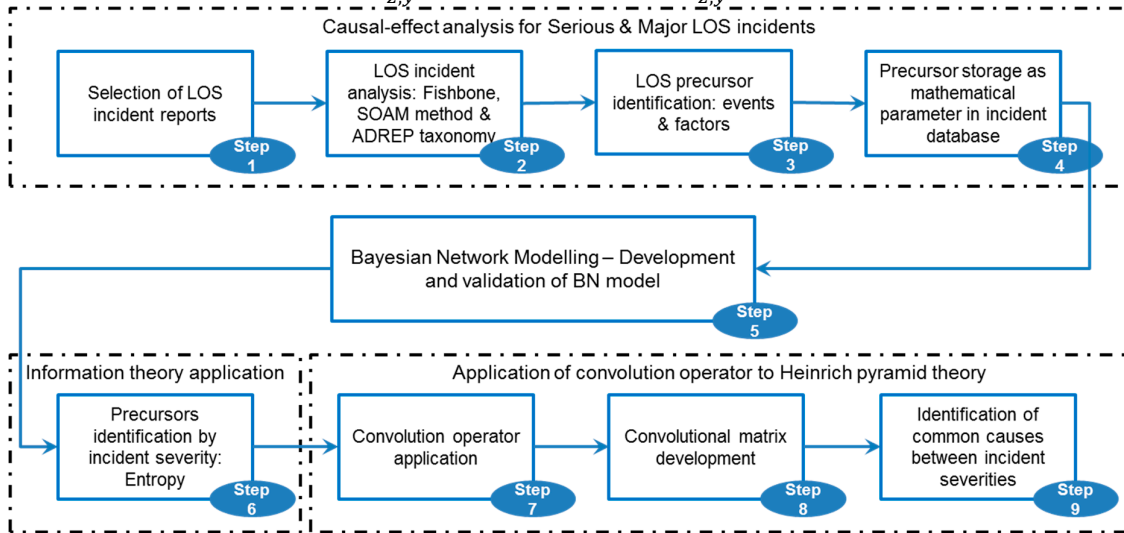 Causal-effect analysis for Serious & Major LOS incidents
Selection of LOS
incident reports
Step
1
LOS incident
analysis: Fishbone,
SOAM method &
ADREP taxonomy
Step
2
LOS precursor
identification: events
& factors
Step
3
Precursor storage as
mathematical
parameter in incident
database
Step
4
Bayesian Network Modelling – Development
and validation of BN model
Step
5
Information theory application
Precursors
identification by
incident severity:
Entropy
Step
6
Application of convolution operator to Heinrich pyramid theory
Convolution operator
application
Step
7
Convolutional matrix
development
Step
8
Identification of
common causes
between incident
severities
Step
9